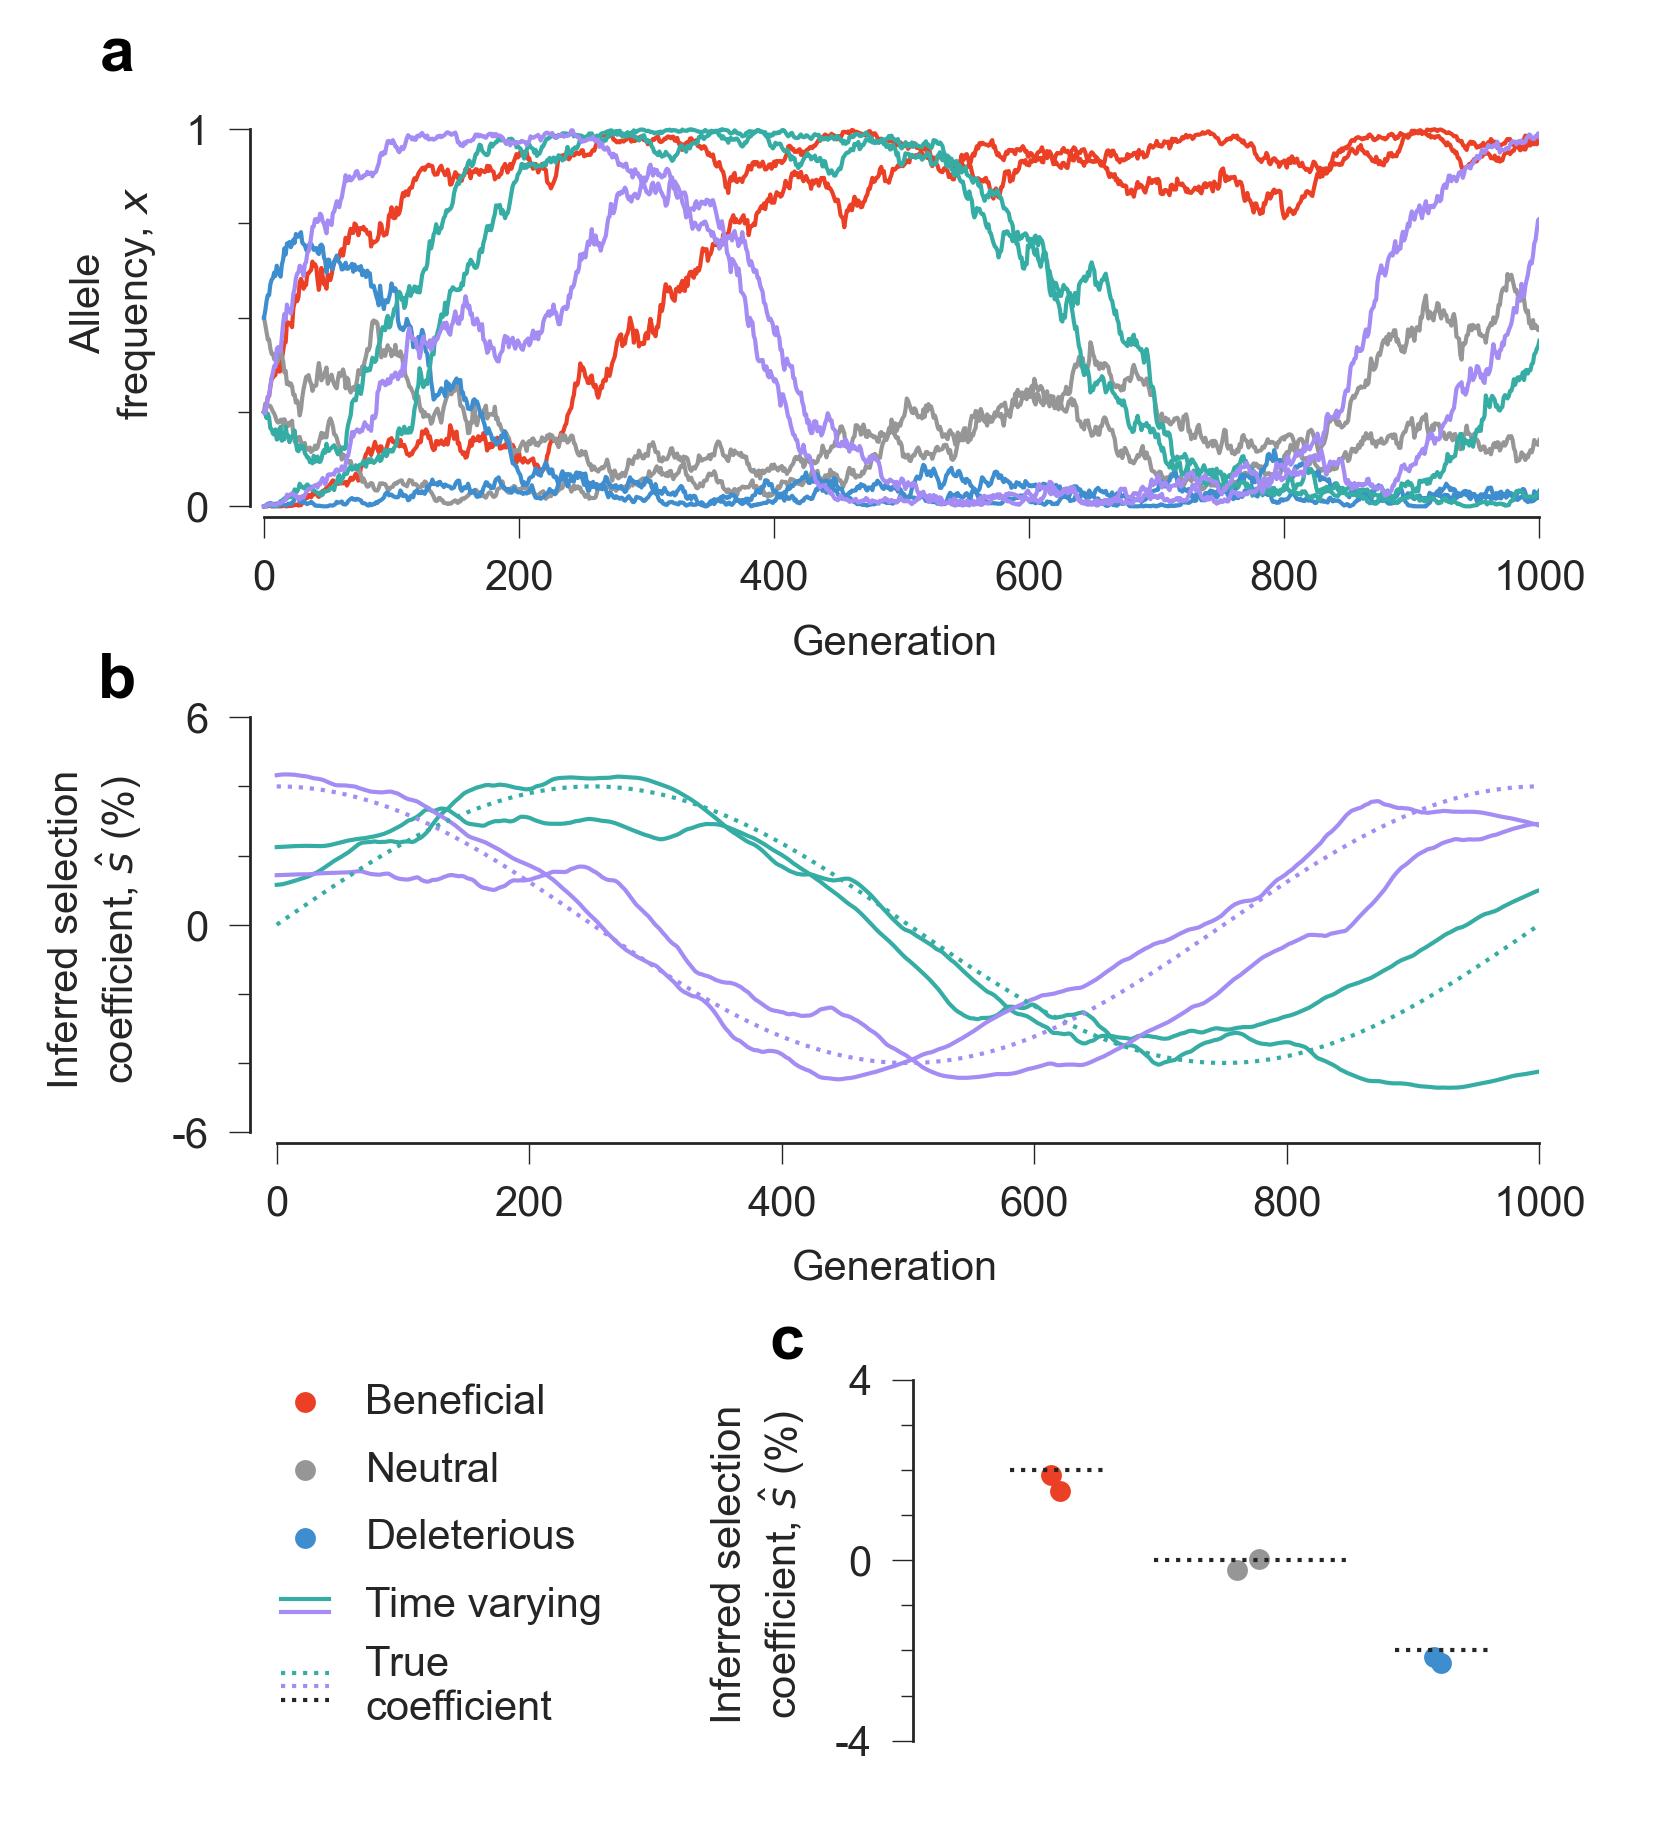 a
1
0
Allele
frequency, x
0 200 400 600 800 1000
Generation
b
6
0
-6
Inferred selection
coefficient, ŝ (%)
0 200 400 600 800 1000
Generation
Beneficial
Neutral
Deleterious
Time varying
True
coefficient
c
4
0
-4
Inferred selection
coefficient, ŝ (%)